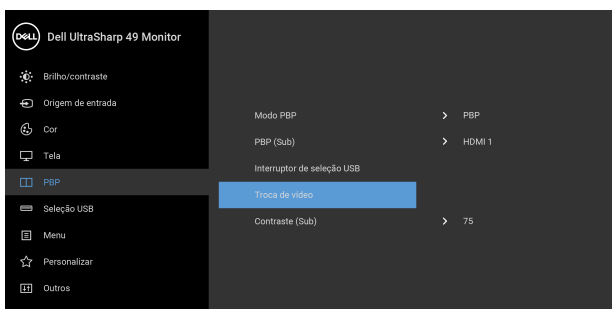 DELL Dell UltraSharp 49 Monitor
Brilho/contraste
Origem de entrada
Cor
Tela
PBP
Seleção USB
Menu
Personalizar
Outros
Modo PBP PBP
PBP (Sub) HDMI 1
Interruptor de seleção USB
Troca de vídeo
Contraste (Sub) 75